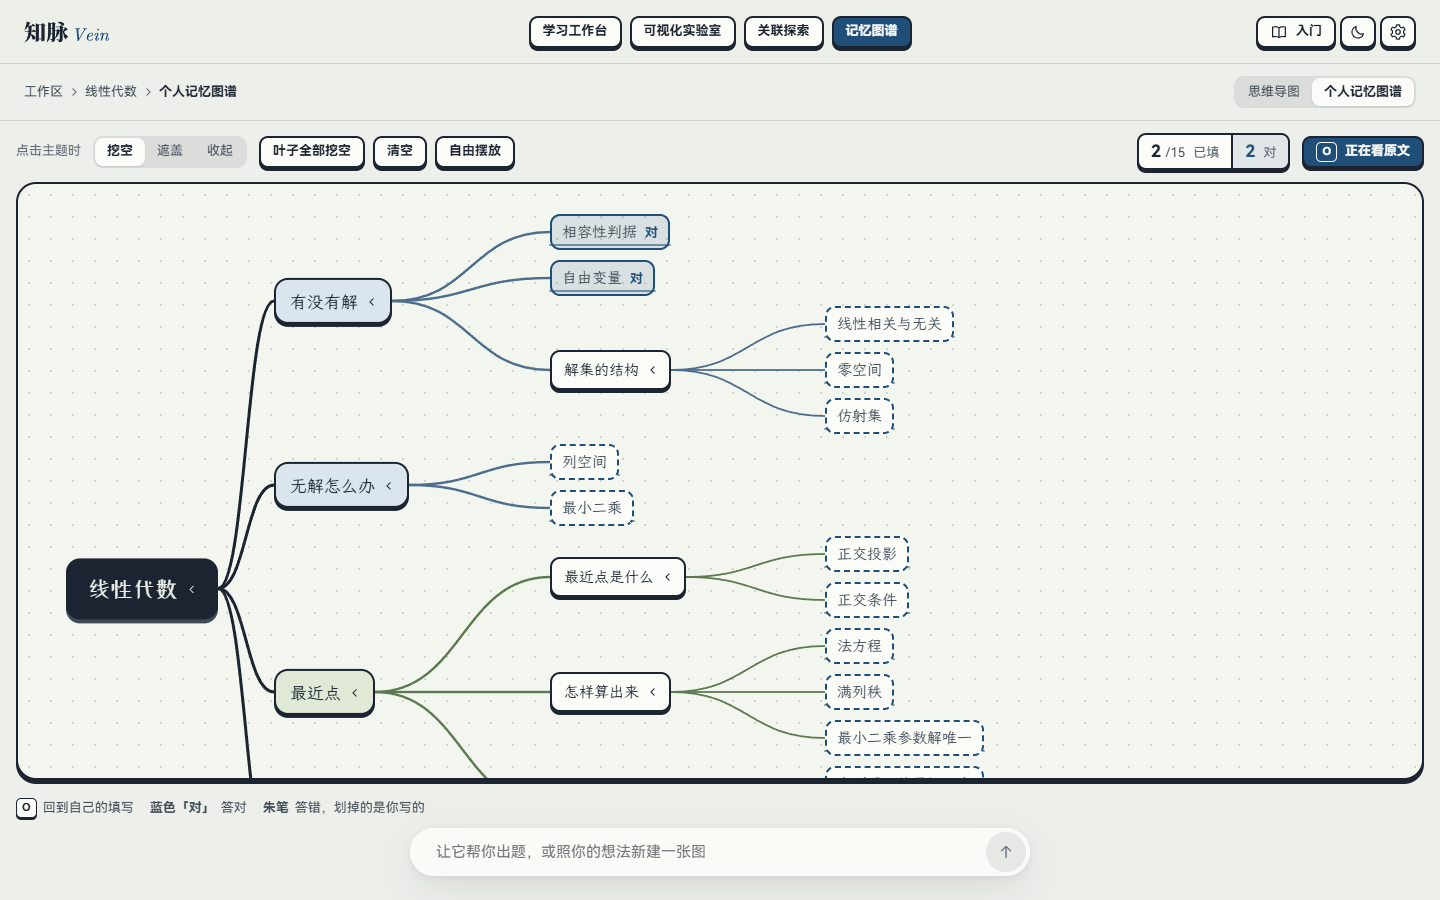 知脉 Vein
学习工作台 可视化实验室 关联探索 记忆图谱
入门
工作区 › 线性代数 › 个人记忆图谱
思维导图 个人记忆图谱
点击主题时 挖空 遮盖 收起 叶子全部挖空 清空 自由摆放
2 /15 已填 2 对
O 正在看原文
相容性判据 对
自由变量 对
有没有解
线性相关与无关
解集的结构
零空间
仿射集
列空间
无解怎么办
最小二乘
正交投影
最近点是什么
正交条件
线性代数
法方程
最近点
怎样算出来
满列秩
最小二乘参数解唯一
O 回到自己的填写 蓝色「对」 答对 朱笔 答错，划掉的是你写的
让它帮你出题，或照你的想法新建一张图